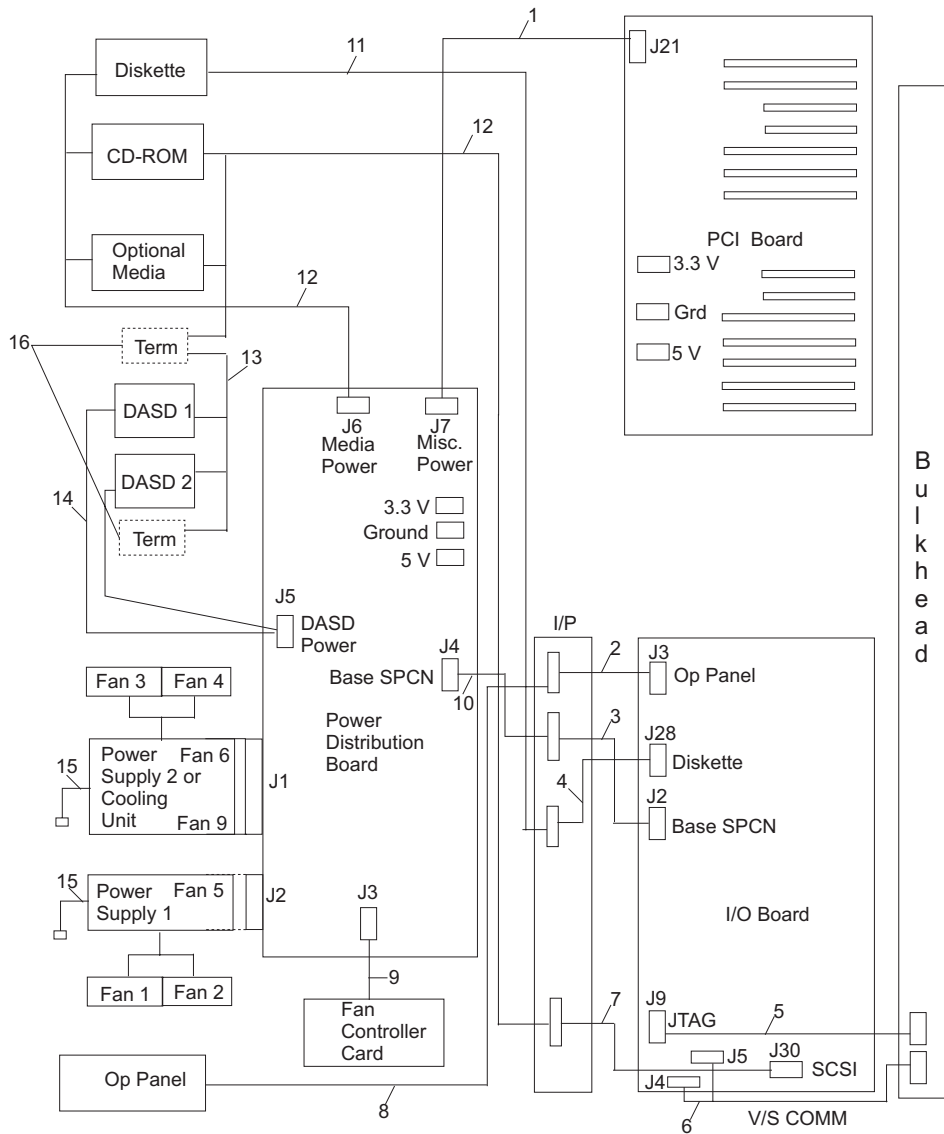 1
J21
11
Diskette
12
CD-ROM
PCI Board
Optional
Media
3.3 V
12
Grd
16
Term
13
5 V
DASD 1
J6
Media
Power
J7
Misc.
Power
DASD 2
14
3.3 V
Term
Ground
5 V
B
u
l
k
h
e
a
d
J5
DASD
Power
I/P
J4
2
J3
Base SPCN
Op Panel
Fan 3
Fan 4
10
3
Power
Distribution
Board
J28
Power
Supply 2 or
Cooling
Unit
Fan 6
Diskette
15
J1
4
J2
Fan 9
Base SPCN
15
Power
Supply 1
Fan 5
J2
J3
I/O Board
9
7
J9
Fan 1
Fan 2
JTAG
5
Fan
Controller
Card
J5
J30
Op Panel
J4
SCSI
8
6
V/S COMM